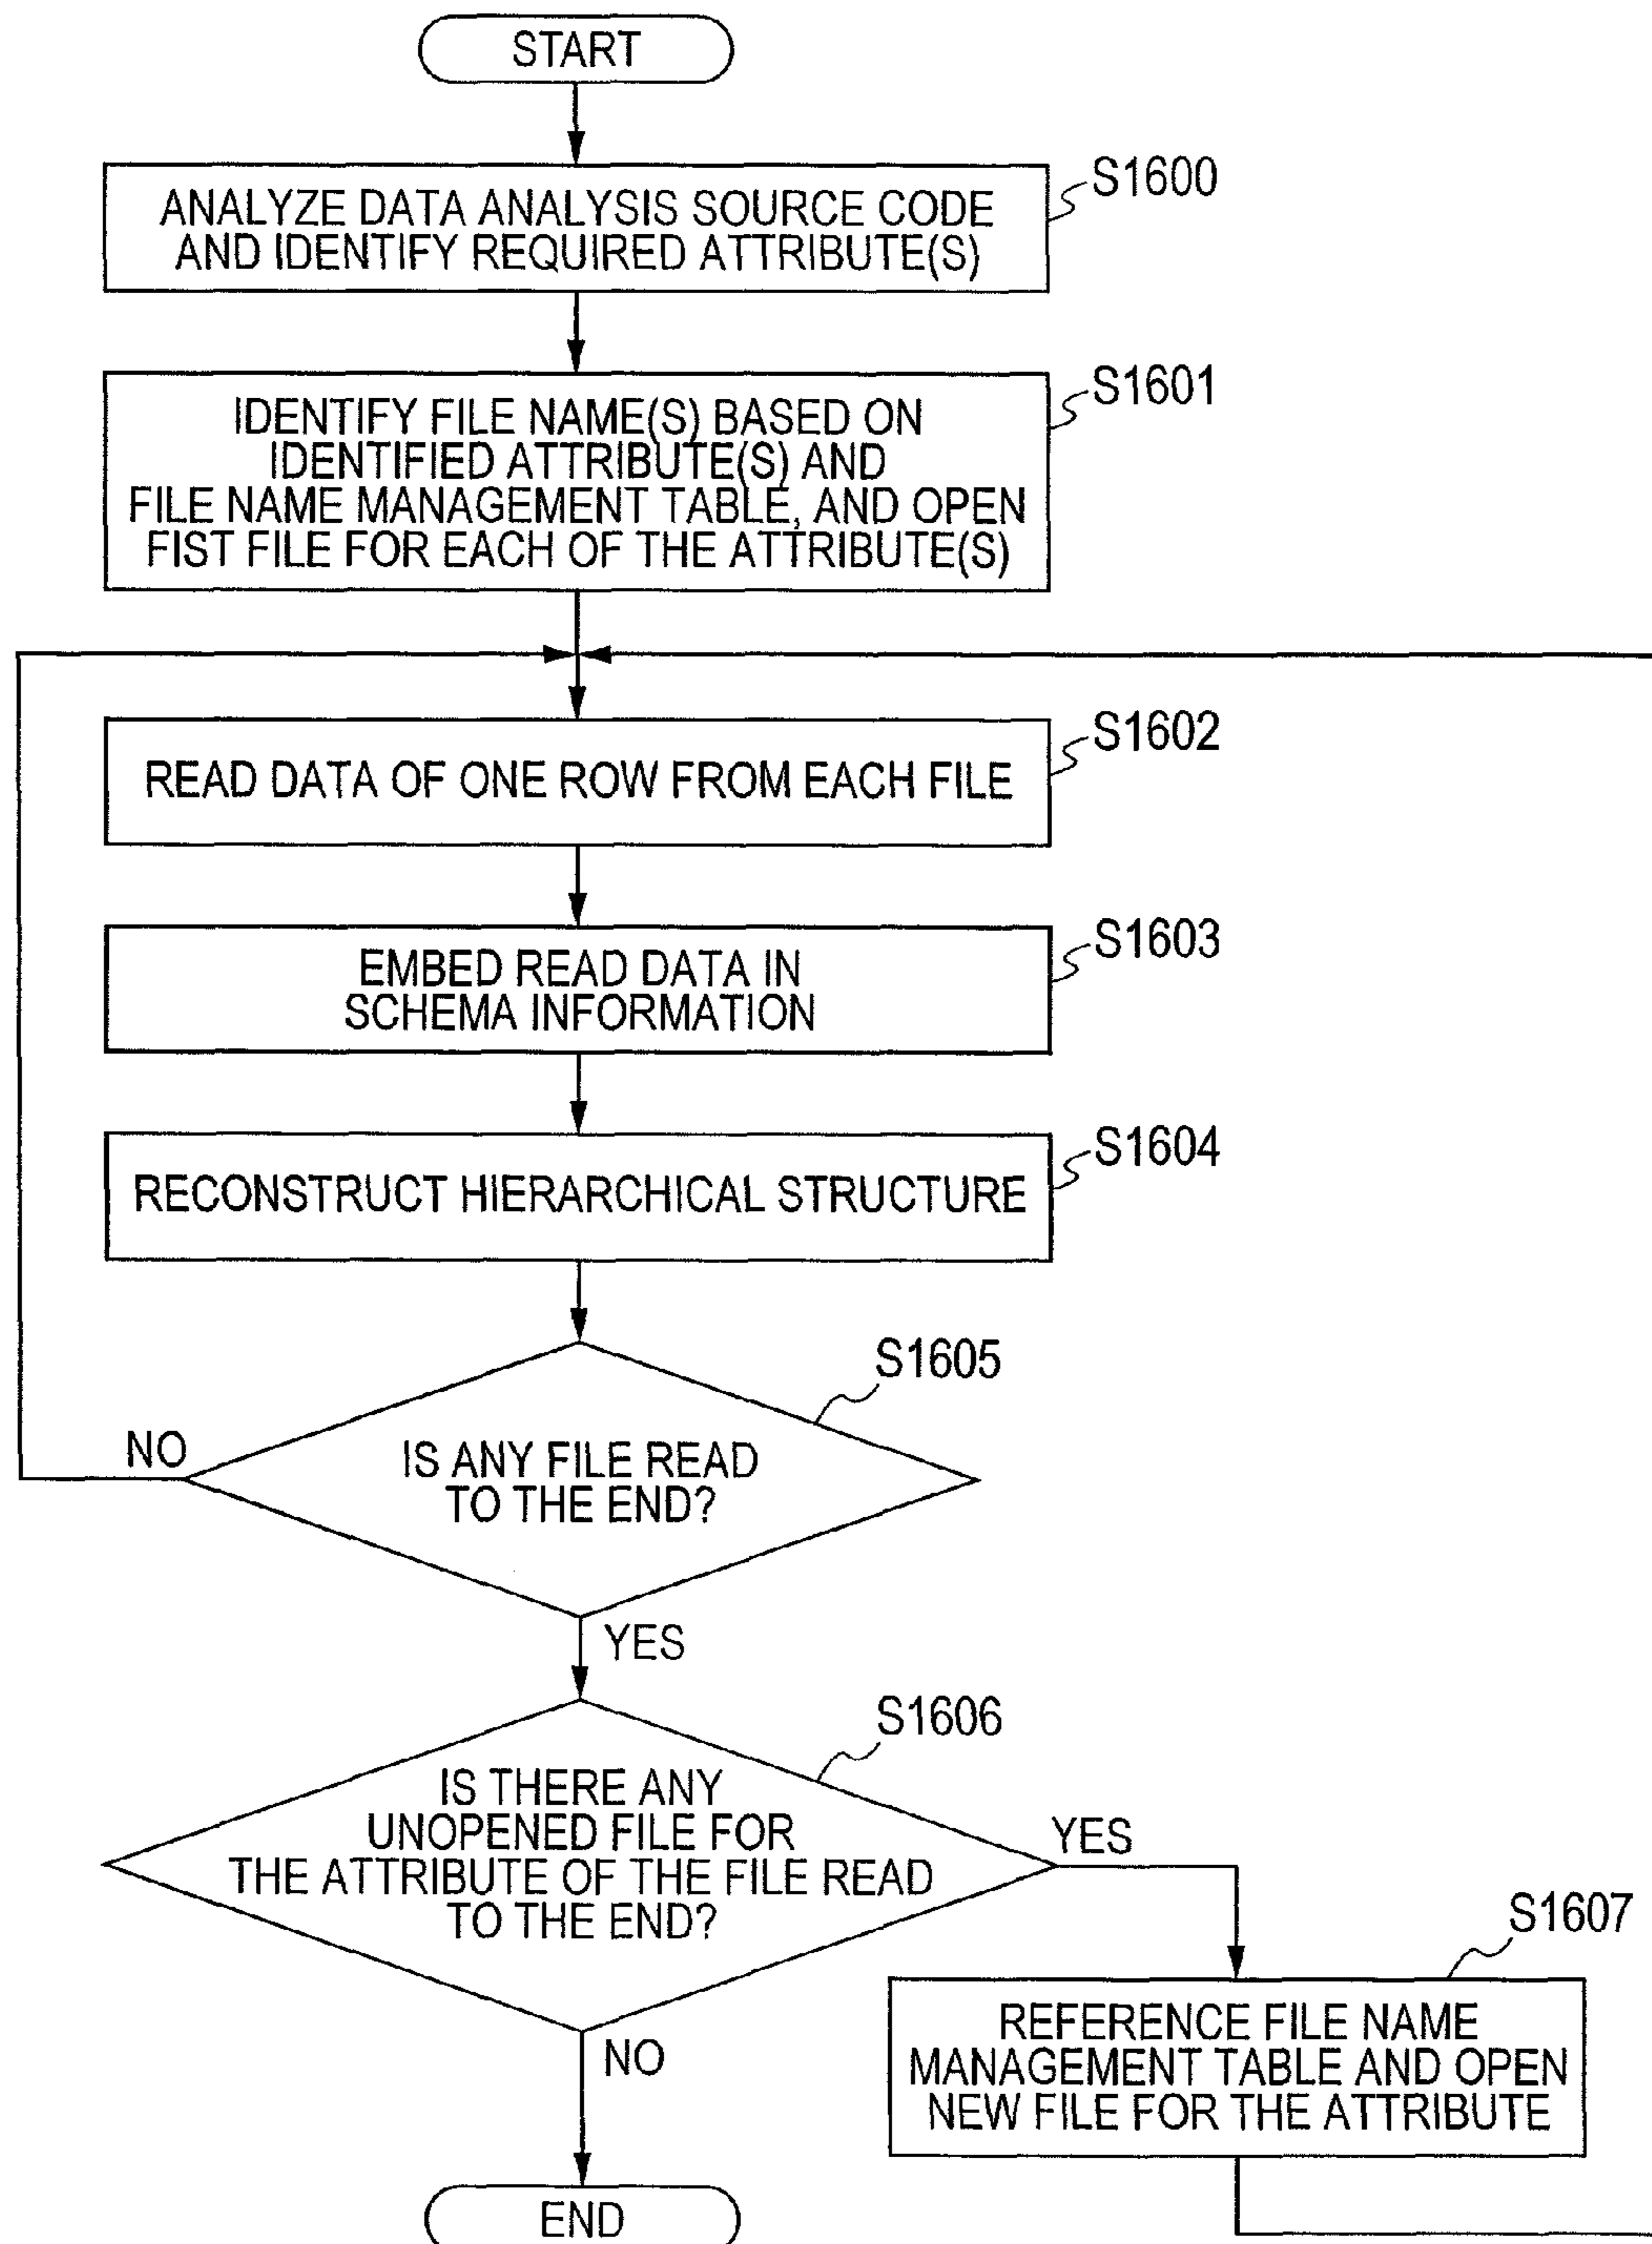 START
S1600
ANALYZE DATA ANALYSIS SOURCE CODE
AND IDENTIFY REQUIRED ATTRIBUTE(S)
S1601
IDENTIFY FILE NAME(S) BASED ON
IDENTIFIED ATTRIBUTE(S) AND
FILE NAME MANAGEMENT TABLE, AND OPEN
FIST FILE FOR EACH OF THE ATTRIBUTE(S)
S1602
READ DATA OF ONE ROW FROM EACH FILE
S1603
EMBED READ DATA IN
SCHEMA INFORMATION
S1604
RECONSTRUCT HIERARCHICAL STRUCTURE
S1605
NO
IS ANY FILE READ
TO THE END?
YES
S1606
IS THERE ANY
UNOPENED FILE FOR
THE ATTRIBUTE OF THE FILE READ
TO THE END?
YES
S1607
REFERENCE FILE NAME
MANAGEMENT TABLE AND OPEN
NEW FILE FOR THE ATTRIBUTE
NO
END